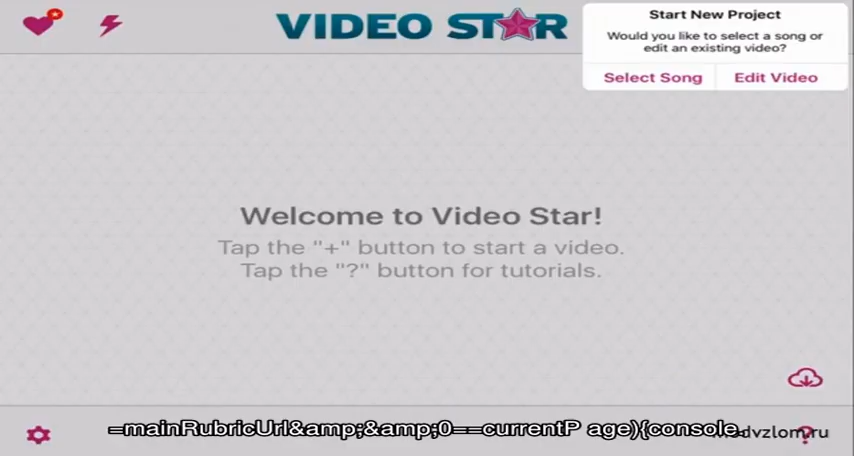 VIDEO STAR
Start New Project
Would you like to select a song or
edit an existing video?
Select Song
Edit Video
Welcome to Video Star!
Tap the "+" button to start a video.
Tap the "?" button for tutorials.
=mainRubricUrl&amp;&amp;0==currentP age){console.
modvzlom.ru